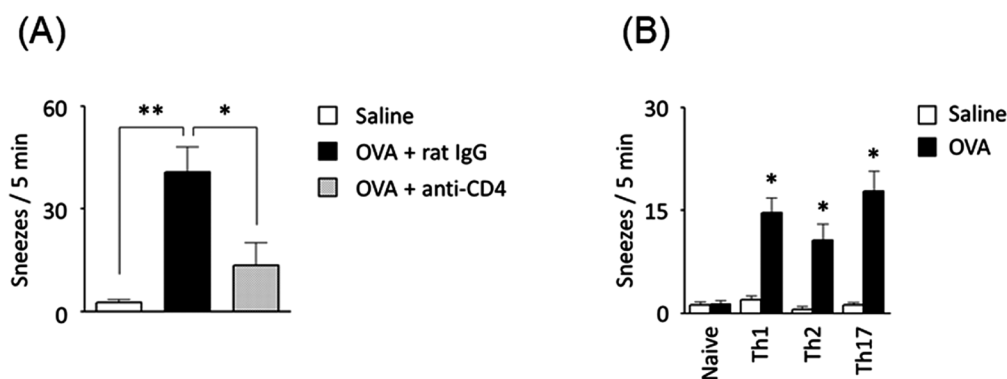 (A)
Sneezes / 5 min
60
30
0
** *
Saline
OVA + rat IgG
OVA + anti-CD4
(B)
Sneezes / 5 min
30
15
0
* * *
Naive Th1 Th2 Th17
Saline
OVA